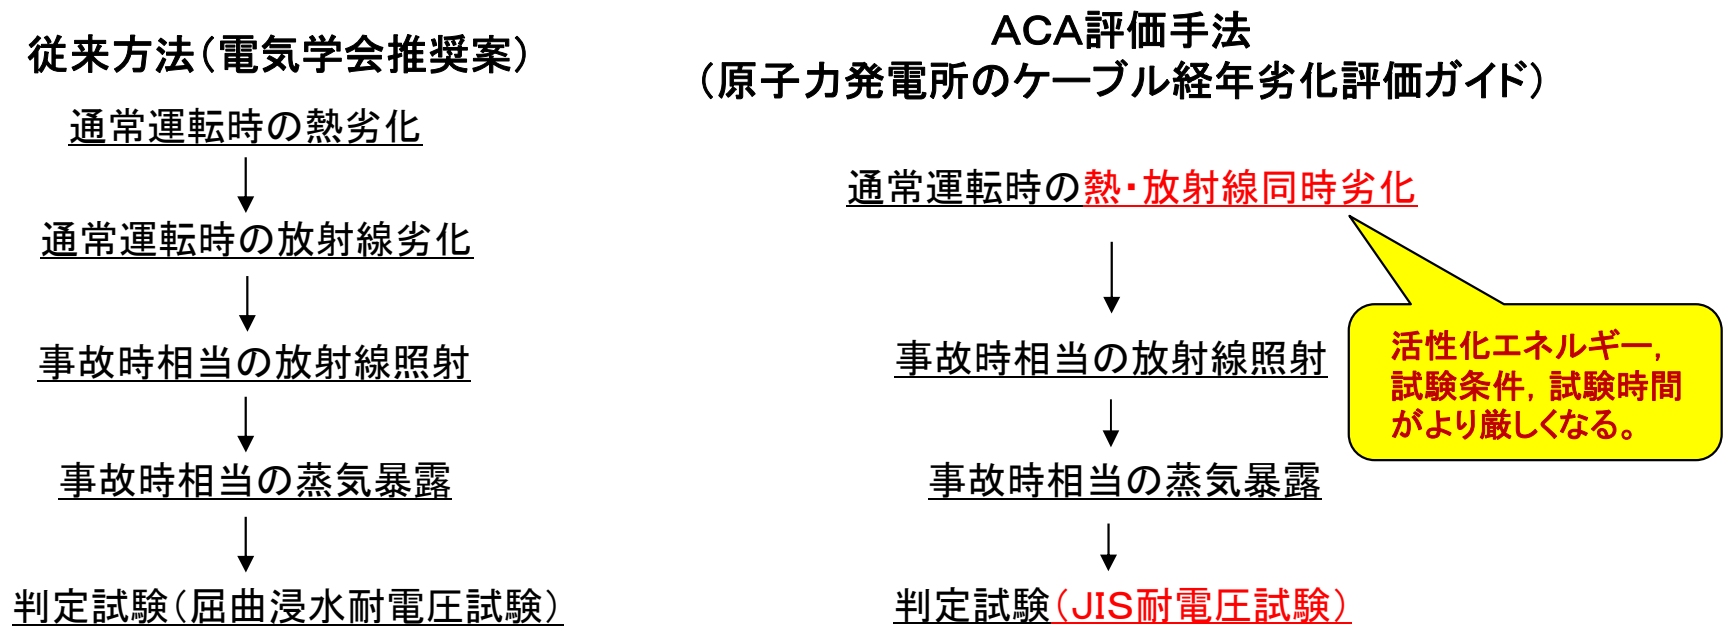 従来方法（電気学会推奨案）
通常運転時の熱劣化
通常運転時の放射線劣化
事故時相当の放射線照射
事故時相当の蒸気暴露
判定試験（屈曲浸水耐電圧試験）
ACA評価手法
（原子力発電所のケーブル経年劣化評価ガイド）
通常運転時の熱・放射線同時劣化
活性化エネルギー，
試験条件，試験時間
がより厳しくなる。
事故時相当の放射線照射
事故時相当の蒸気暴露
判定試験（JIS耐電圧試験）